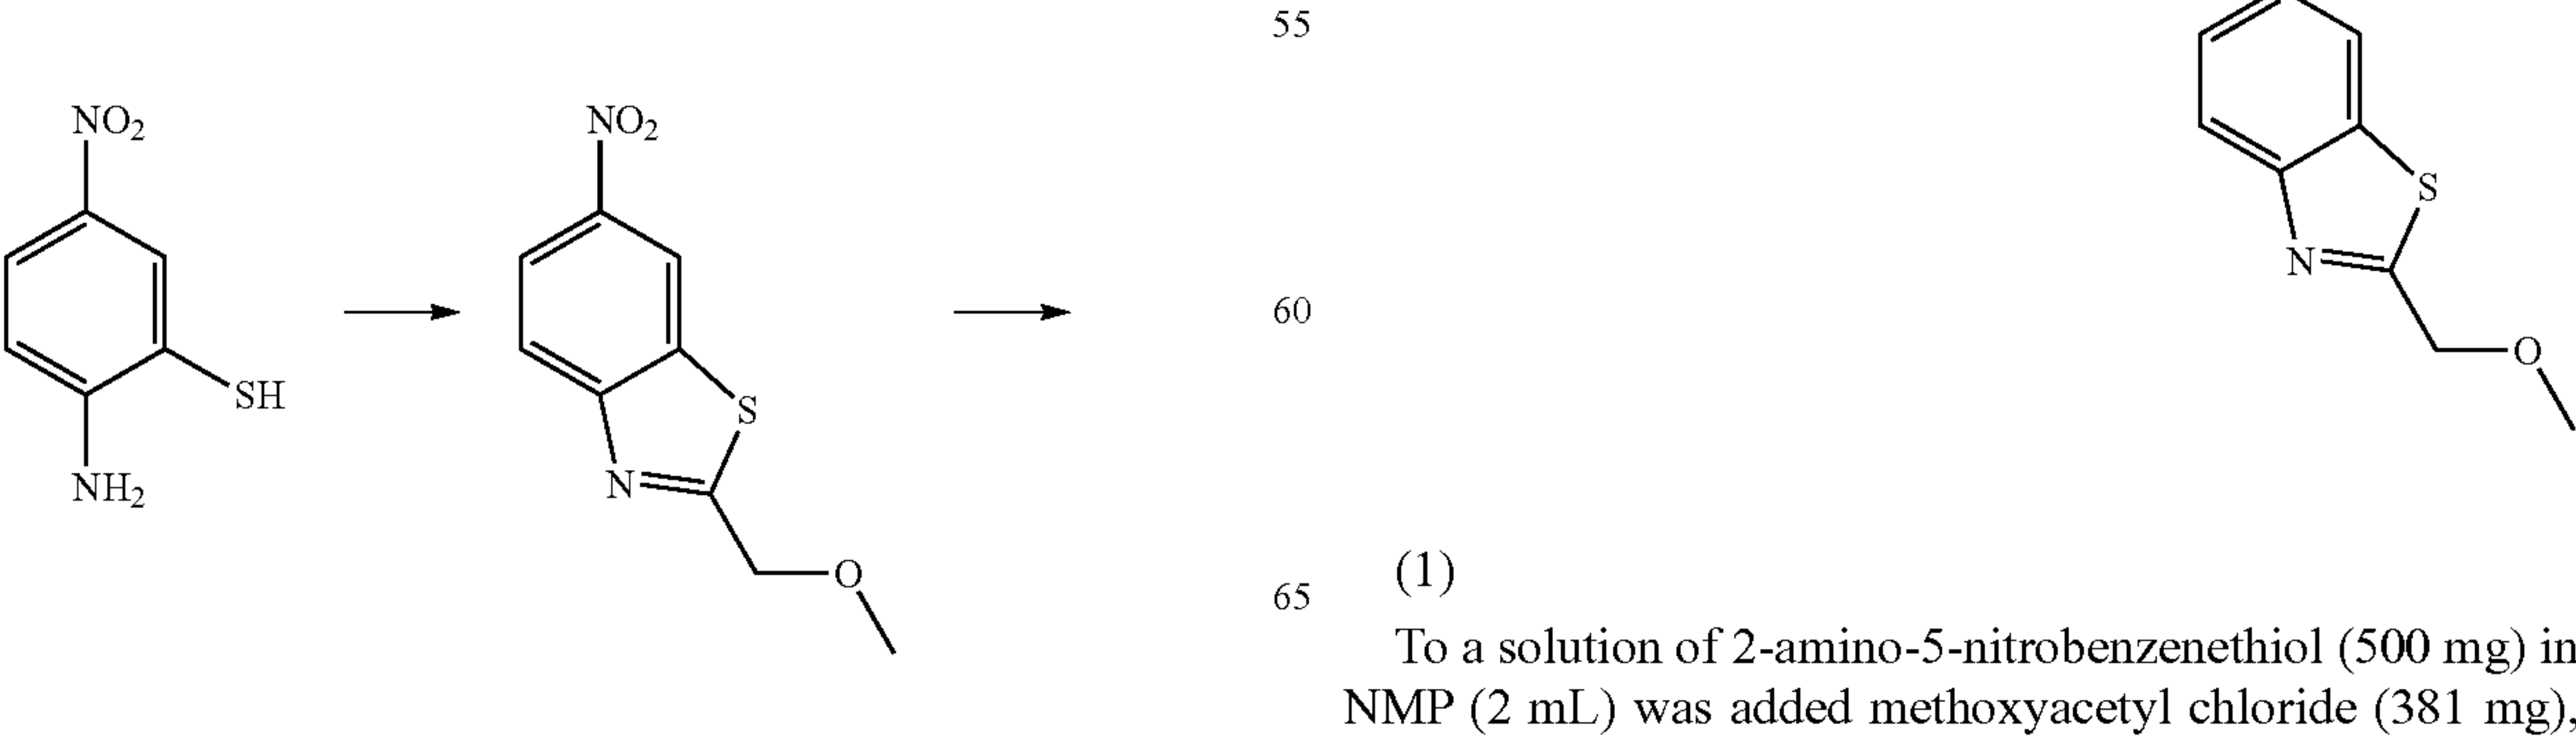 NO2
SH
NH2
NO2
S
N
O
55
60
65
S
N
O
(1)
To a solution of 2-amino-5-nitrobenzenethiol (500 mg) in
NMP (2 mL) was added methoxyacetyl chloride (381 mg),